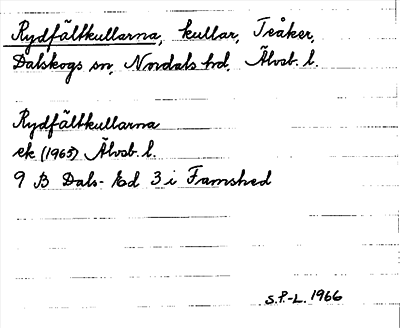 Rydfältkullarna, kullar, Teåker,
Dalskogs sn, Nordals hd, Älvsb. l.
Rydfältkullarna
ek (1965) Älvsb. l.
9 B Dals-Ed 3 i Famshed
S.P.-L. 1966